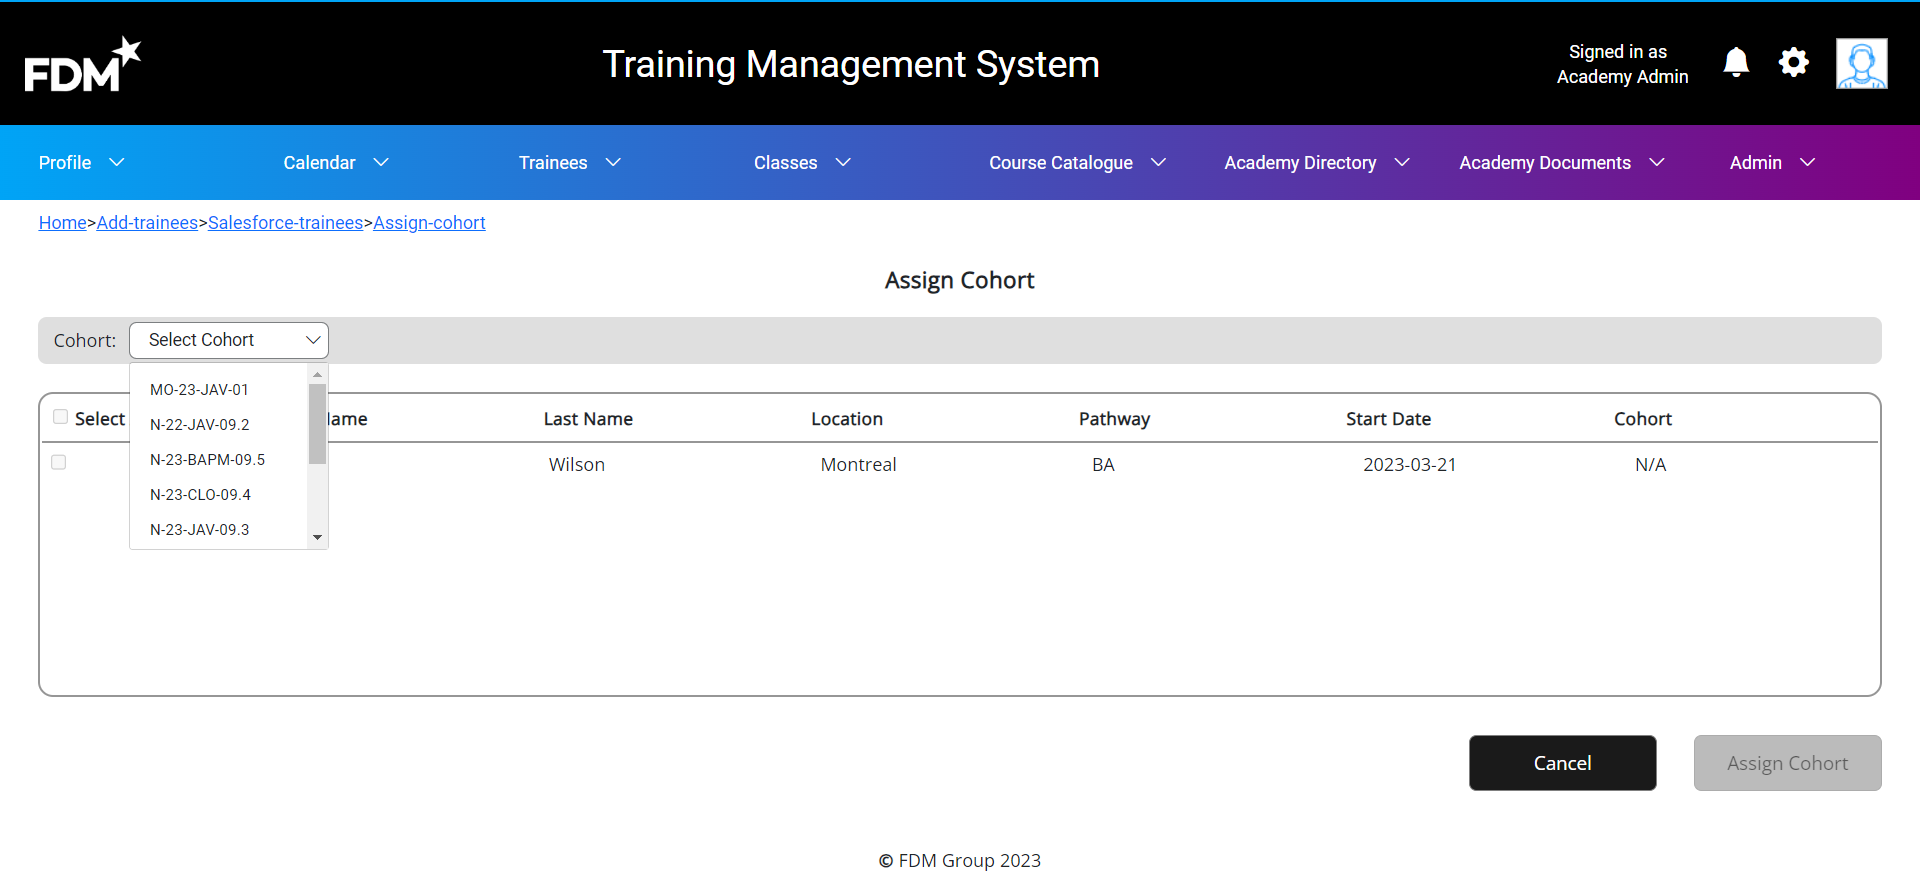 FDM
Training Management System
Signed in as
Academy Admin
Profile
Calendar
Trainees
Classes
Course Catalogue
Academy Directory
Academy Documents
Admin
Home>Add-trainees>Salesforce-trainees>Assign-cohort
Assign Cohort
Cohort:
Select Cohort
MO-23-JAV-01
N-22-JAV-09.2
N-23-BAPM-09.5
N-23-CLO-09.4
N-23-JAV-09.3
Select
Last Name
Location
Pathway
Start Date
Cohort
Wilson
Montreal
BA
2023-03-21
N/A
Cancel
Assign Cohort
© FDM Group 2023